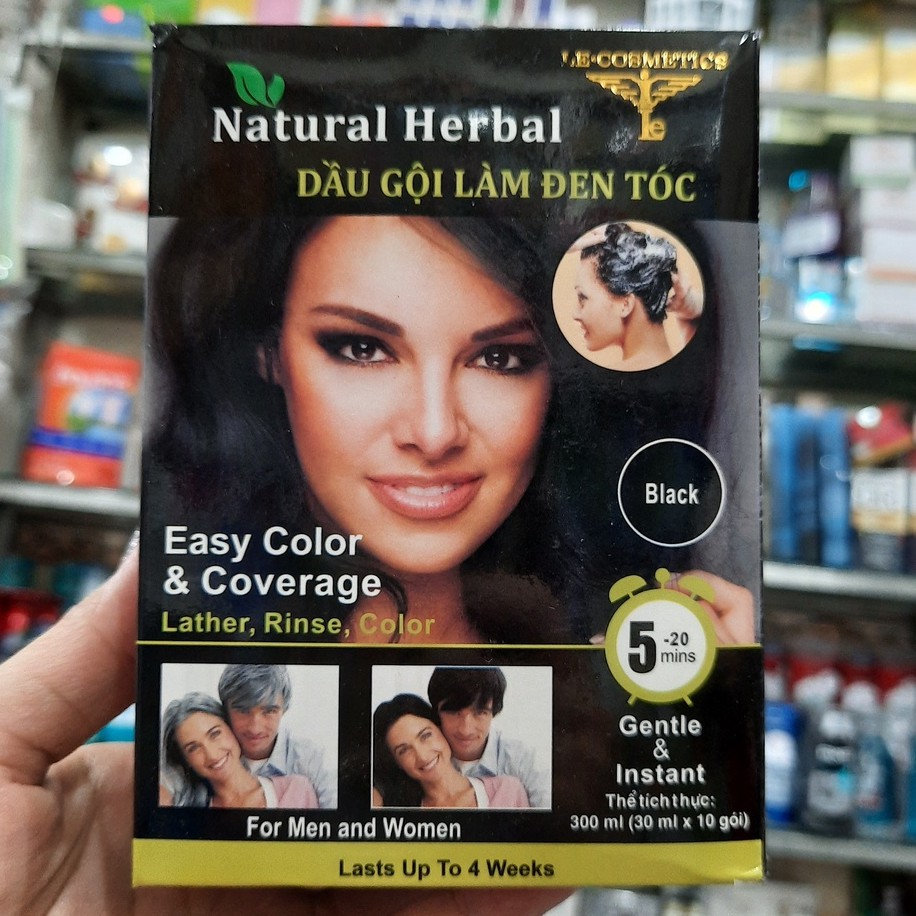 LE·COSMETICS
le
Natural Herbal
DẦU GỘI LÀM ĐEN TÓC
Black
Easy Color
& Coverage
Lather, Rinse, Color
5-20
mins
Gentle
&
Instant
Thể tích thực:
300 ml (30 ml x 10 gói)
For Men and Women
Lasts Up To 4 Weeks